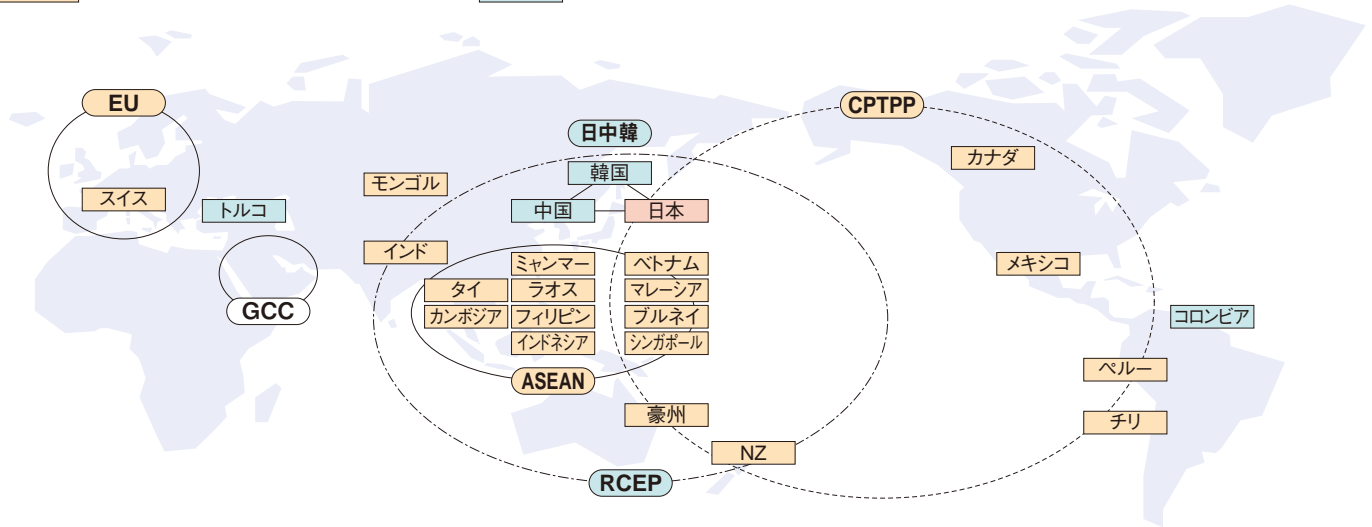 EU
CPTPP
日中韓
カナダ
韓国
モンゴル
スイス
トルコ
中国
日本
インド
ミャンマー
ベトナム
メキシコ
タイ
ラオス
マレーシア
GCC
カンボジア
フィリピン
ブルネイ
コロンビア
インドネシア
シンガポール
ASEAN
ペルー
豪州
チリ
NZ
RCEP